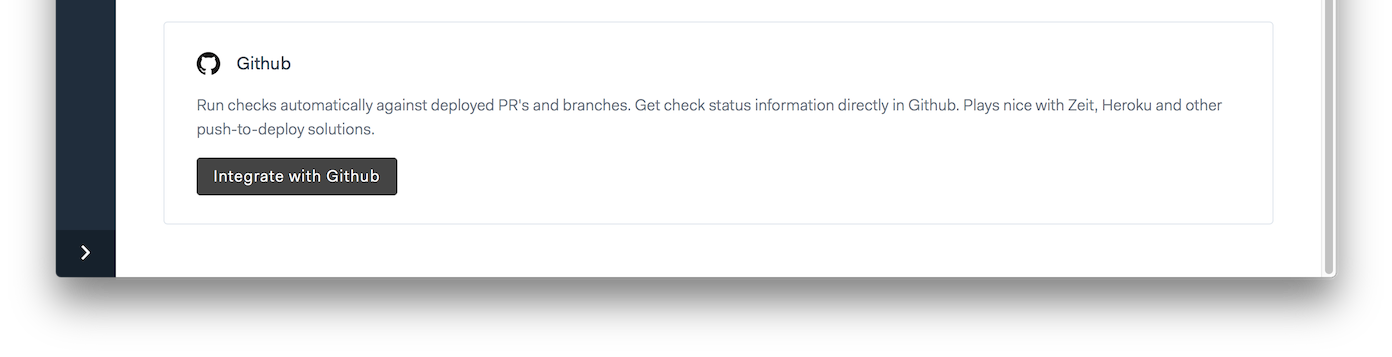 Github
Run checks automatically against deployed PR's and branches. Get check status information directly in Github. Plays nice with Zeit, Heroku and other
push-to-deploy solutions.
Integrate with Github